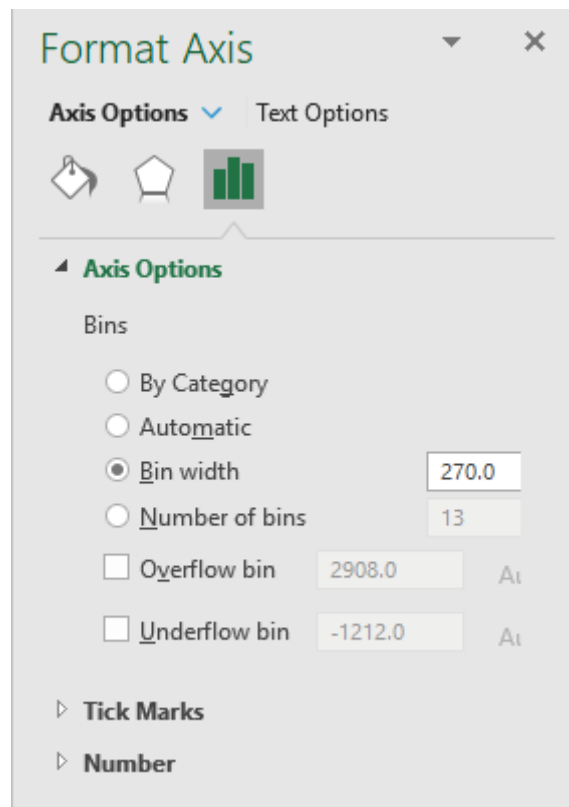 Format Axis
Axis Options Text Options
Axis Options
Bins
By Category
Automatic
Bin width 270.0
Number of bins 13
Overflow bin 2908.0
Underflow bin -1212.0
Tick Marks
Number